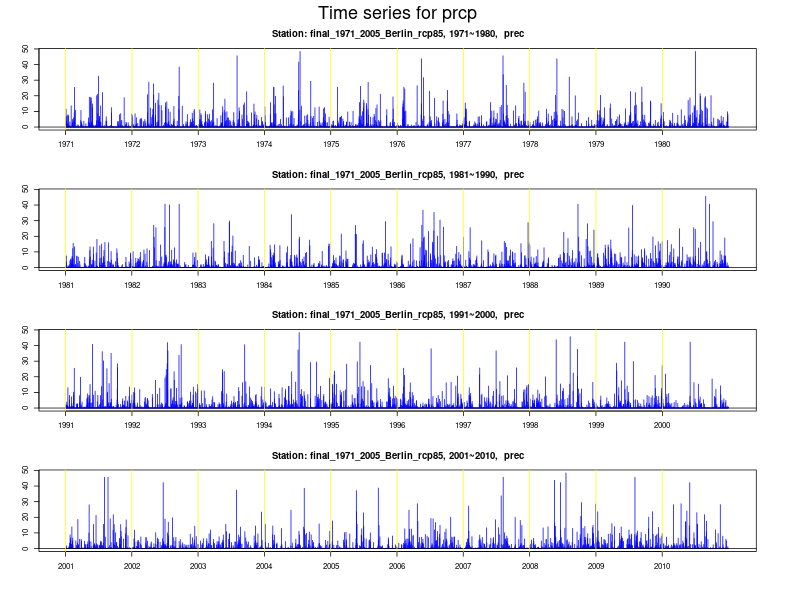 Time series for prcp
Station: final_1971_2005_Berlin_rcp85, 1971~1980, prec
0 10 20 30 40 50
1971 1972 1973 1974 1975 1976 1977 1978 1979 1980
Station: final_1971_2005_Berlin_rcp85, 1981~1990, prec
0 10 20 30 40 50
1981 1982 1983 1984 1985 1986 1987 1988 1989 1990
Station: final_1971_2005_Berlin_rcp85, 1991~2000, prec
0 10 20 30 40 50
1991 1992 1993 1994 1995 1996 1997 1998 1999 2000
Station: final_1971_2005_Berlin_rcp85, 2001~2010, prec
0 10 20 30 40 50
2001 2002 2003 2004 2005 2006 2007 2008 2009 2010